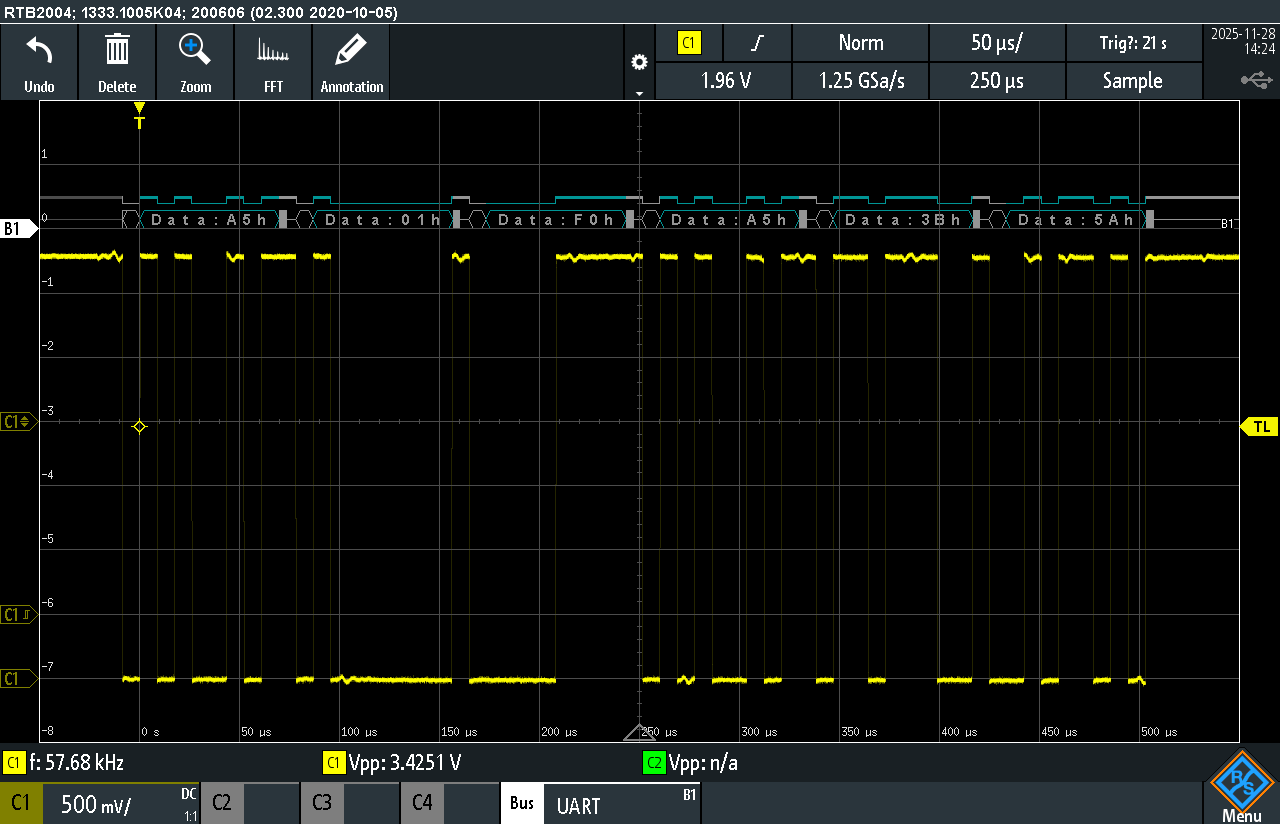 RTB2004; 1333.1005K04; 200606 (02.300 2020-10-05)
Undo Delete Zoom FFT Annotation
C1 Norm 50 µs/ Trig?: 21 s
1.96 V 1.25 GSa/s 250 µs Sample
2025-11-28
14:24
T
1
0
B1
Data:A5h Data:01h Data:F0h Data:A5h Data:3Bh Data:5Ah
B1
-1
-2
-3
C1
TL
-4
-5
-6
C1
-7
C1
-8
0 s 50 µs 100 µs 150 µs 200 µs 250 µs 300 µs 350 µs 400 µs 450 µs 500 µs
C1 f: 57.68 kHz C1 Vpp: 3.4251 V C2 Vpp: n/a
C1 500 mV/ DC 1:1 C2 C3 C4 Bus UART B1
R S
Menu